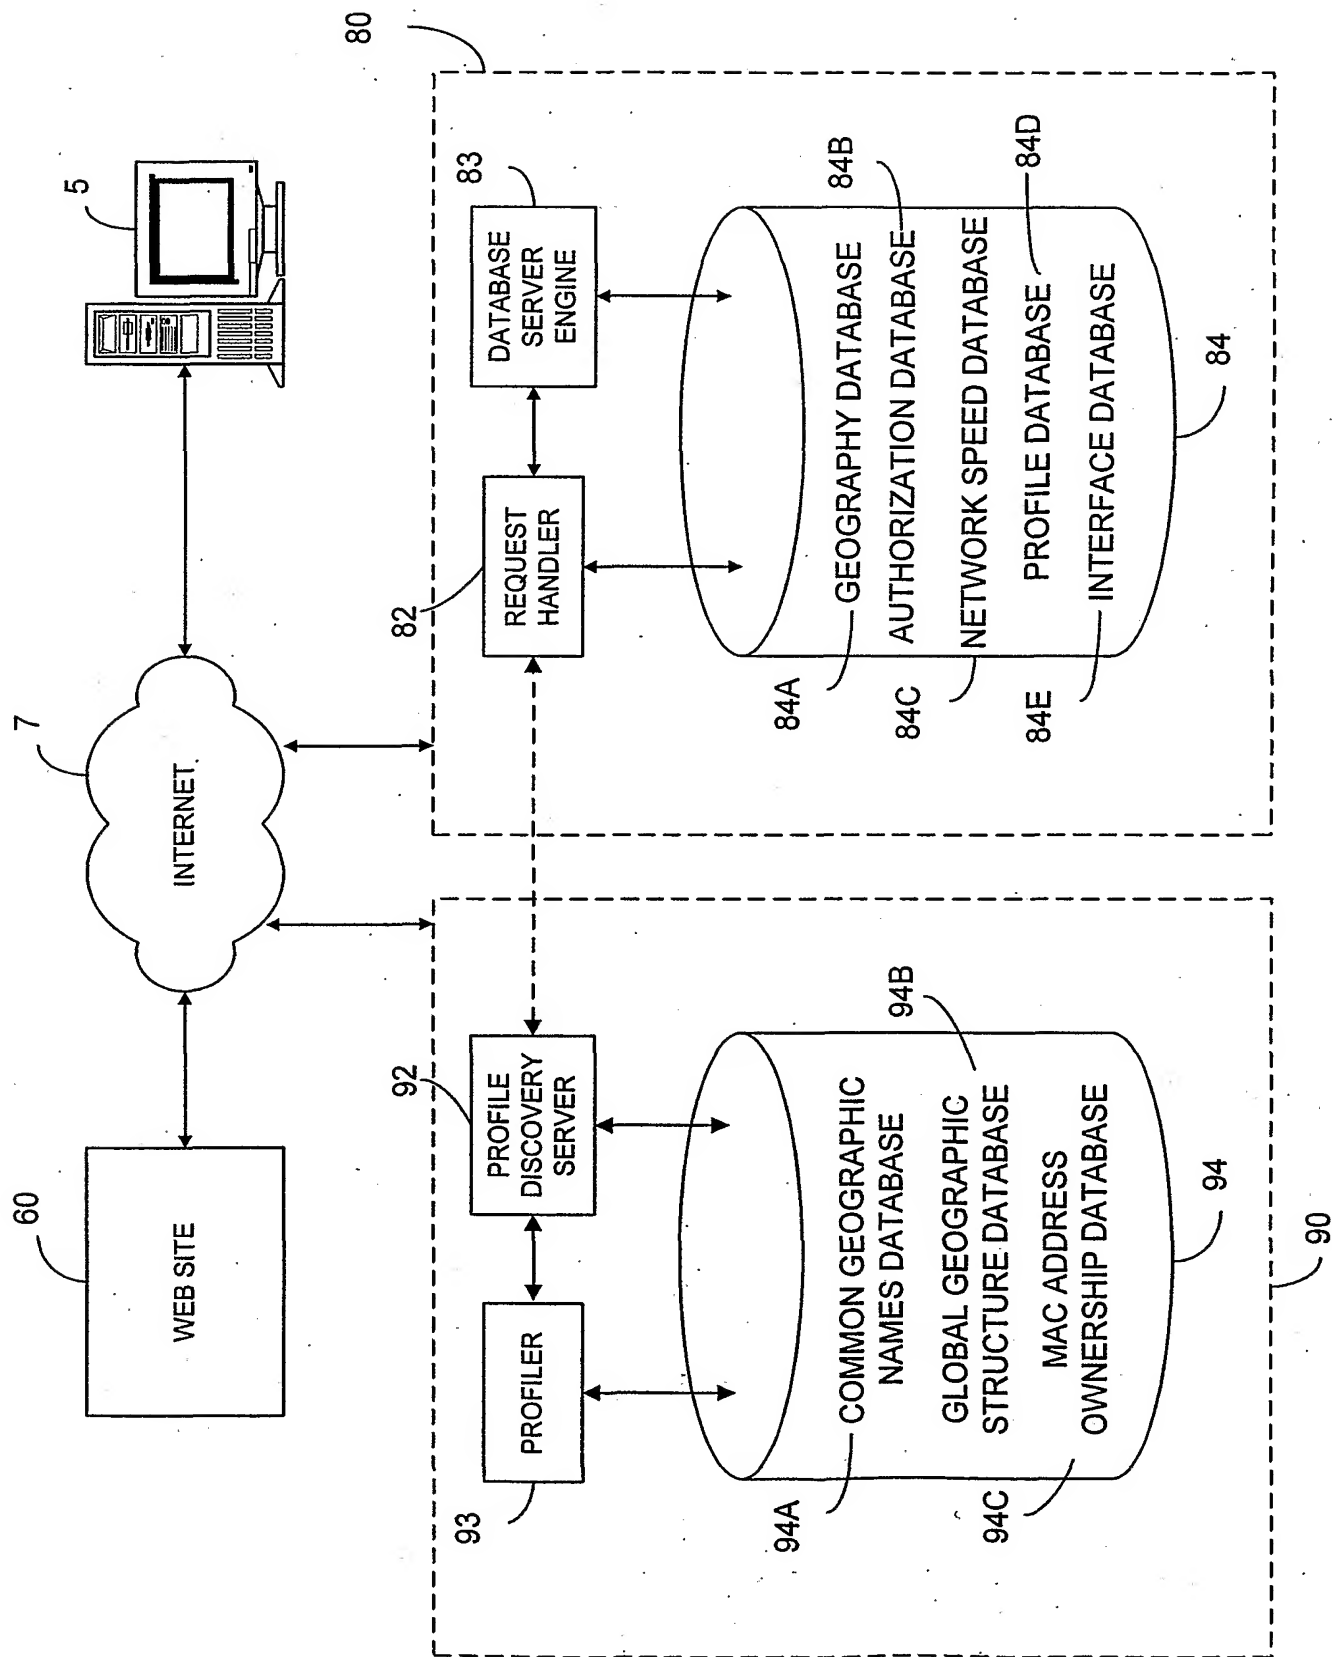 60
WEB SITE
7
INTERNET
5
80
92
PROFILE
DISCOVERY
SERVER
93
PROFILER
82
REQUEST
HANDLER
83
DATABASE
SERVER
ENGINE
94A
COMMON GEOGRAPHIC
NAMES DATABASE
94B
GLOBAL GEOGRAPHIC
STRUCTURE DATABASE
94C
MAC ADDRESS
OWNERSHIP DATABASE
94
90
84A
GEOGRAPHY DATABASE
84B
AUTHORIZATION DATABASE
84C
NETWORK SPEED DATABASE
84D
PROFILE DATABASE
84E
INTERFACE DATABASE
84